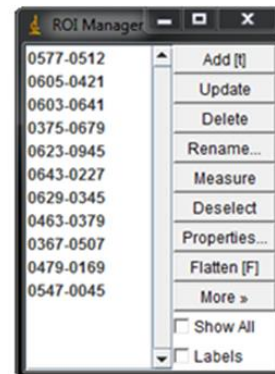 ROI Manager
0577-0512
0605-0421
0603-0641
0375-0679
0623-0945
0643-0227
0629-0345
0463-0379
0367-0507
0479-0169
0547-0045
Add [t]
Update
Delete
Rename...
Measure
Deselect
Properties...
Flatten [F]
More »
Show All
Labels